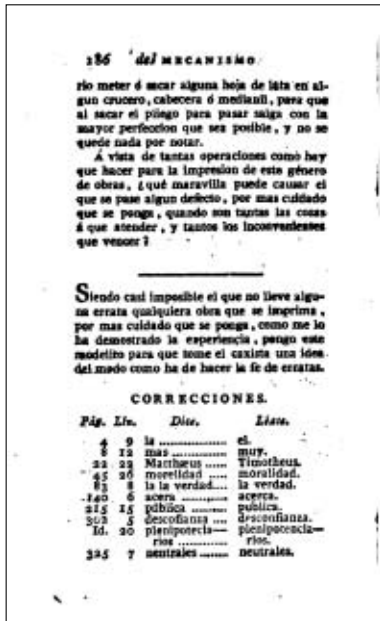 186 del MECANISMO
rio meter ó sacar alguna hoja de lata en al-
gun crucero, cabecera ó medianil, para que
al sacar el pliego para pasar salga con la
mayor perfeccion que sea posible, y no se
quede nada por notar.
Á vista de tantas operaciones como hay
que hacer para la impresion de este género
de obras, ¿qué maravilla puede causar el
que se pase algun defecto, por mas cuidado
que se ponga, quando son tantas las cosas
á que atender, y tantos los inconvenientes
que vencer?
Siendo casi imposible el que no lleve algu-
na errata qualquiera obra que se imprima,
por mas cuidado que se ponga, como me lo
ha demostrado la experiencia, pongo este
modelito para que tome el caxista una idea
del modo como ha de hacer la fe de erratas.
CORRECCIONES.
Pág. Lin. Dice. Léase.
4 9 la .................. el.
8 12 mas ............... muy.
22 22 Matthæus ...... Timotheus.
45 26 morelidad .... moralidad.
83 8 la la verdad.... la verdad.
140 6 acera ............ acerca.
215 15 pública .......... publica.
302 5 descofianza .... desconfianza.
Id. 20 plenipotecia— plenipotencia—
rios ............ rios.
325 7 neutrales ........ neutrales.